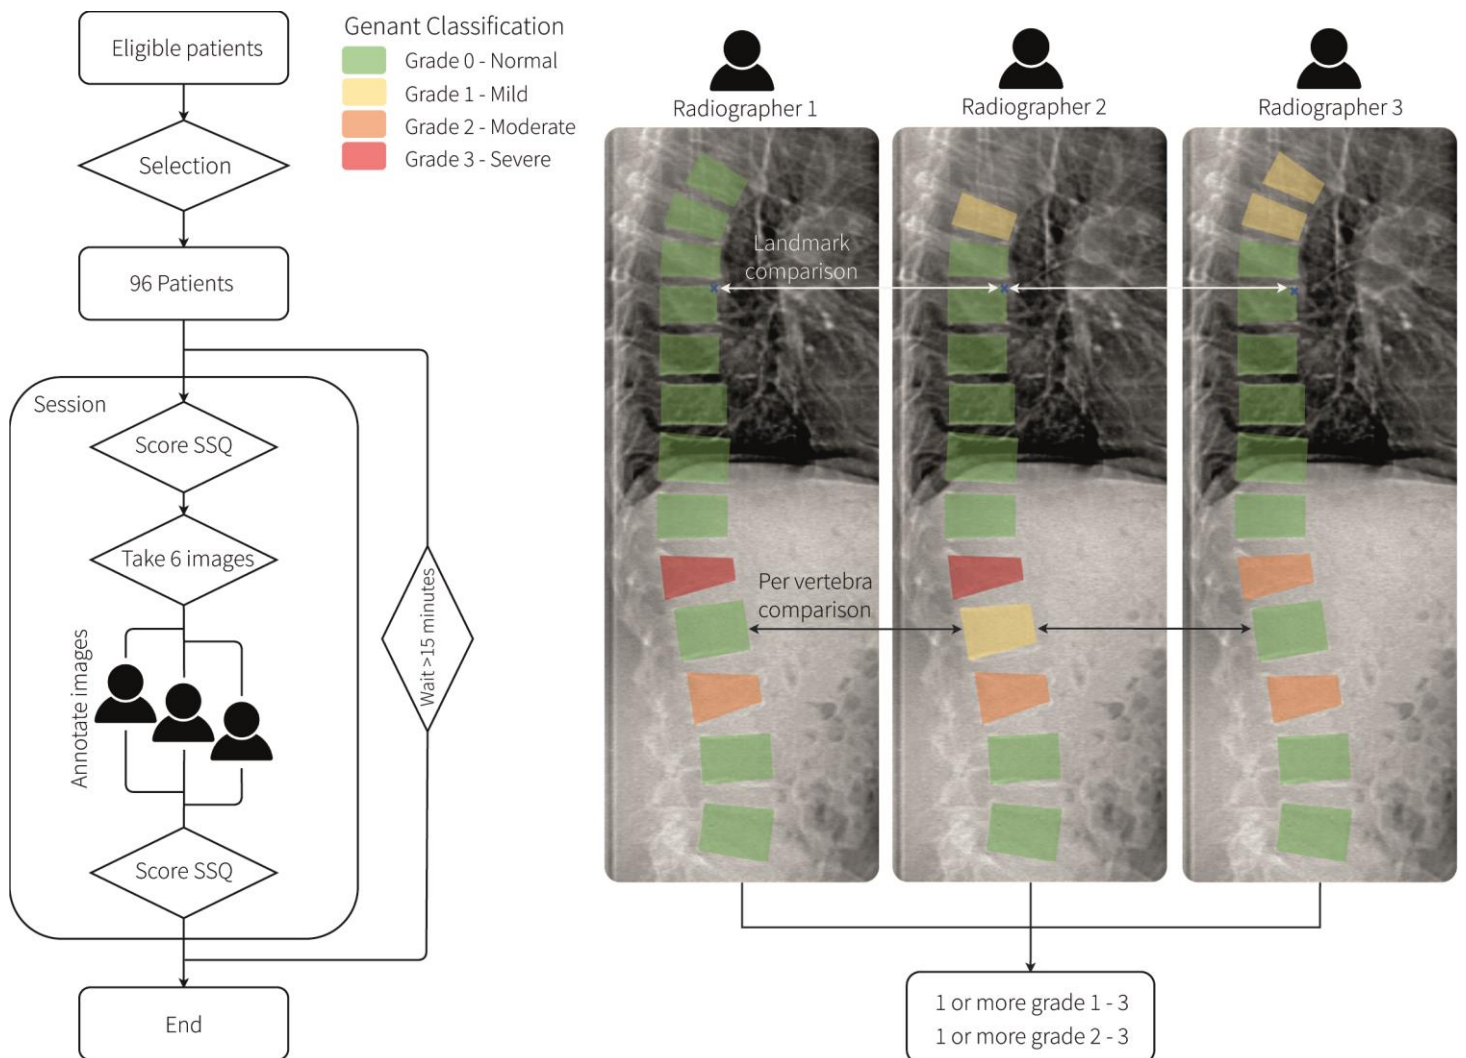 Eligible patients
Selection
96 Patients
Session
Score SSQ
Take 6 images
Annotate images
Score SSQ
Wait >15 minutes
End
Genant Classification
Grade 0 - Normal
Grade 1 - Mild
Grade 2 - Moderate
Grade 3 - Severe
Radiographer 1
Radiographer 2
Radiographer 3
Landmark
comparison
Per vertebra
comparison
1 or more grade 1 - 3
1 or more grade 2 - 3